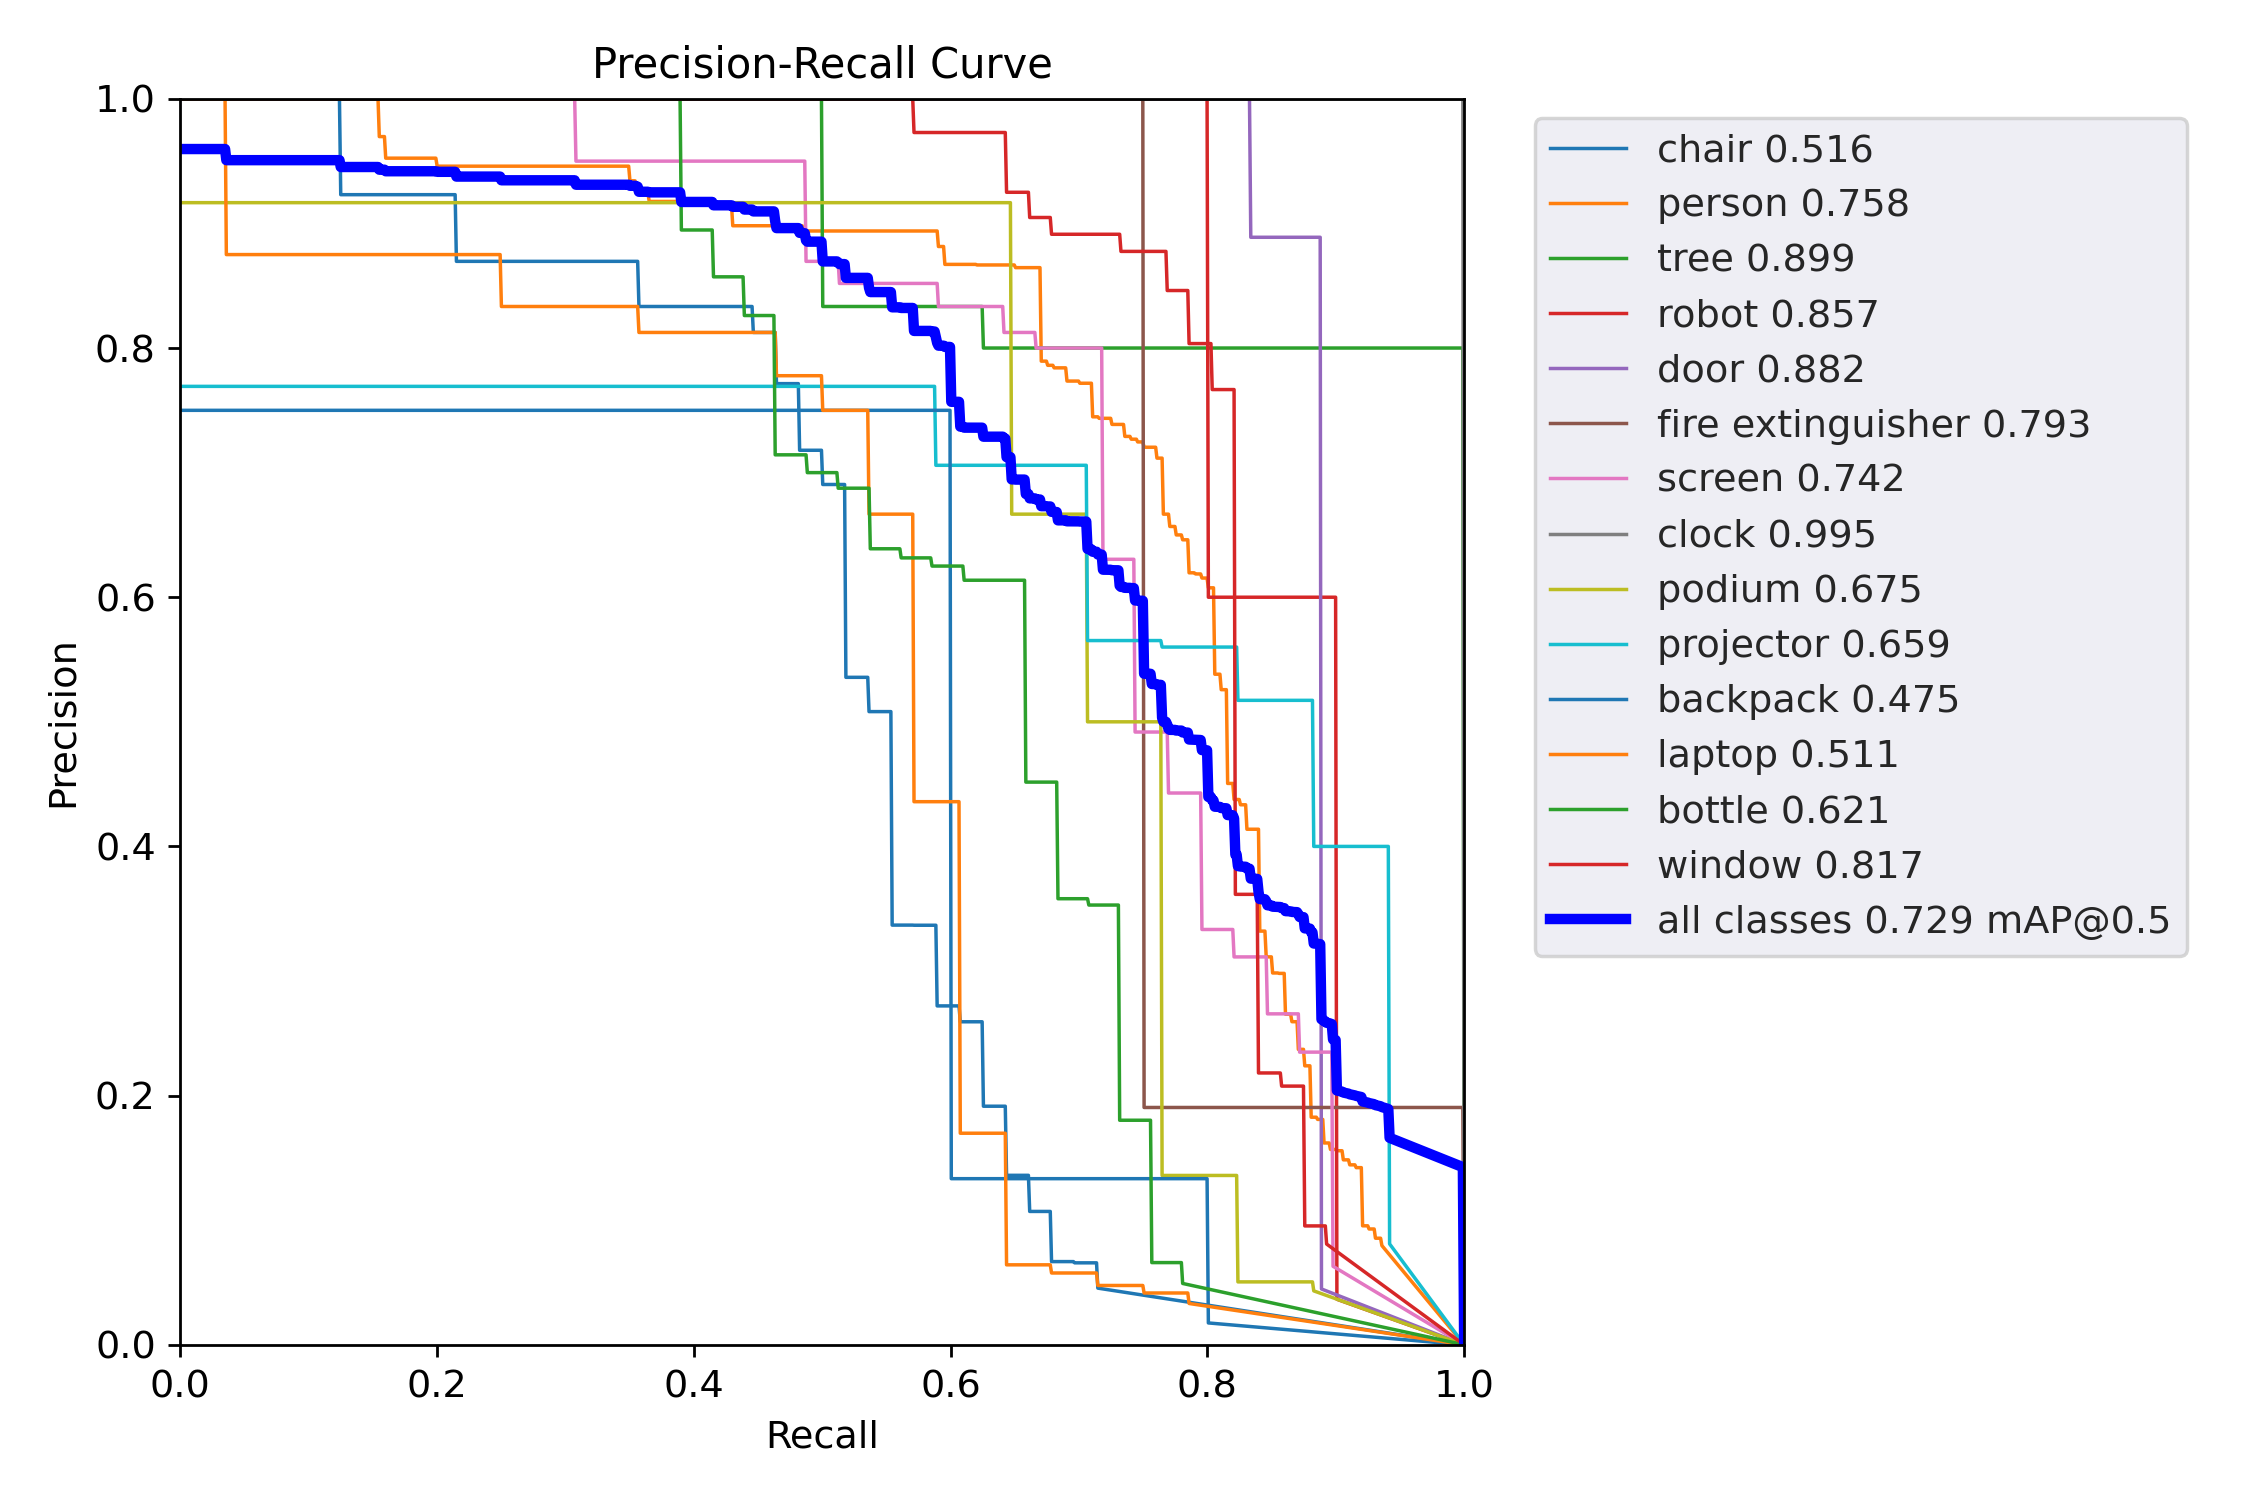 Precision-Recall Curve
1.0
0.8
0.6
0.4
0.2
0.0
Precision
0.0 0.2 0.4 0.6 0.8 1.0
Recall
chair 0.516
person 0.758
tree 0.899
robot 0.857
door 0.882
fire extinguisher 0.793
screen 0.742
clock 0.995
podium 0.675
projector 0.659
backpack 0.475
laptop 0.511
bottle 0.621
window 0.817
all classes 0.729 mAP@0.5